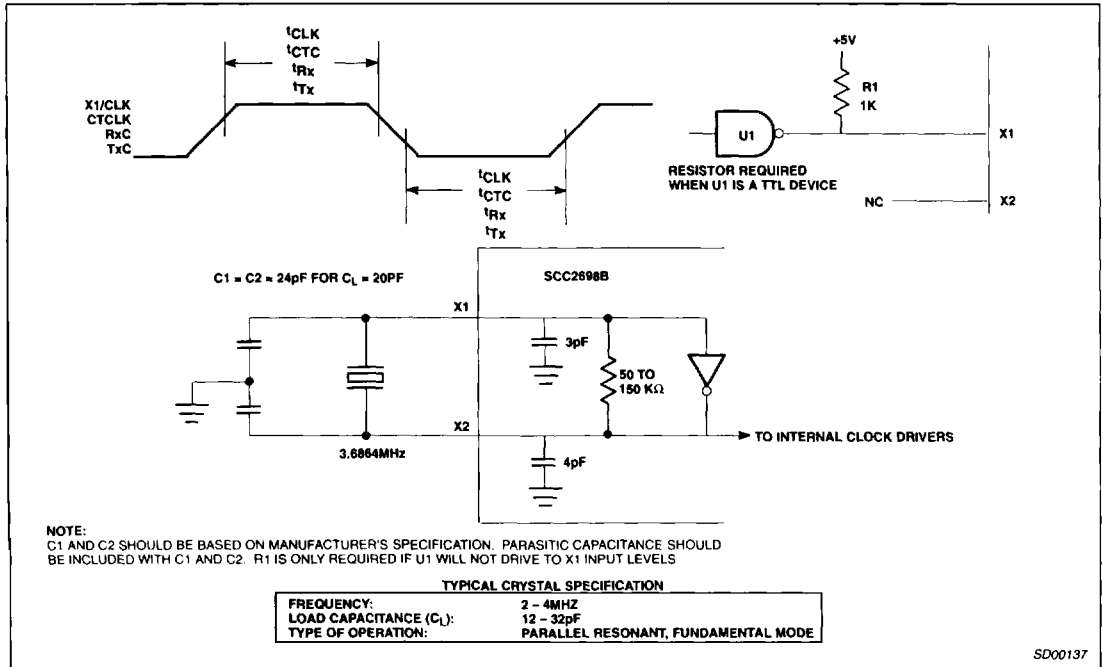 tCLK
tCTC
tRx
tTx
X1/CLK
CTCLK
RxC
TxC
tCLK
tCTC
tRx
tTx
+5V
R1
1K
U1
X1
RESISTOR REQUIRED
WHEN U1 IS A TTL DEVICE
NC
X2
C1 = C2 = 24pF FOR CL = 20PF
SCC2698B
X1
3pF
50 TO
150 KΩ
X2
TO INTERNAL CLOCK DRIVERS
3.6864MHz
4pF
NOTE:
C1 AND C2 SHOULD BE BASED ON MANUFACTURER'S SPECIFICATION. PARASITIC CAPACITANCE SHOULD
BE INCLUDED WITH C1 AND C2. R1 IS ONLY REQUIRED IF U1 WILL NOT DRIVE TO X1 INPUT LEVELS
TYPICAL CRYSTAL SPECIFICATION
FREQUENCY: 2 – 4MHZ
LOAD CAPACITANCE (CL): 12 – 32pF
TYPE OF OPERATION: PARALLEL RESONANT, FUNDAMENTAL MODE
SD00137